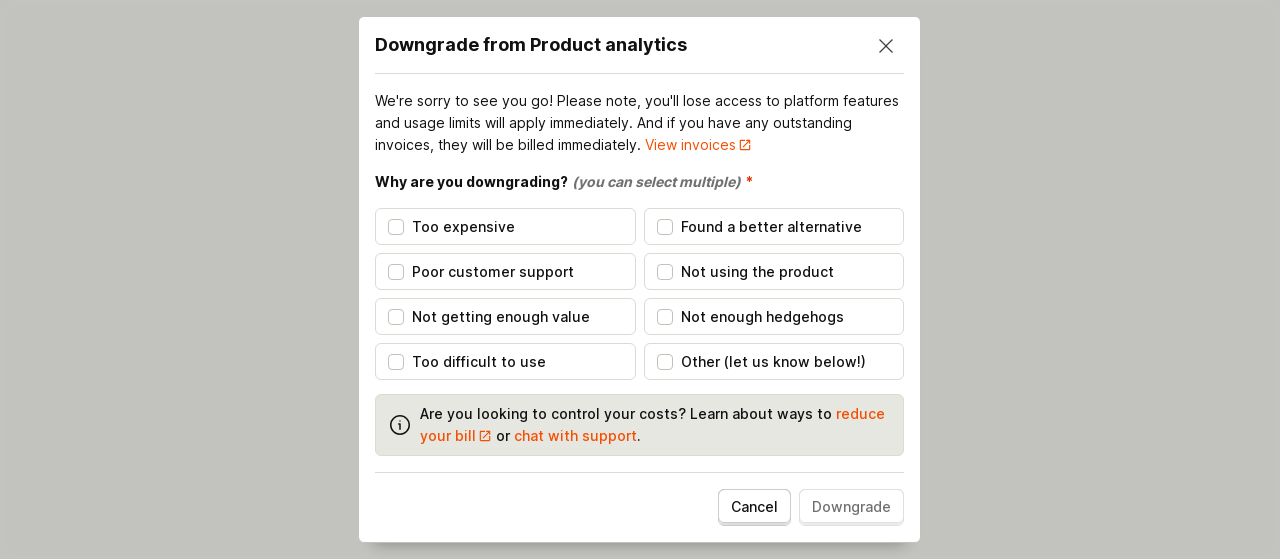 Downgrade from Product analytics
We're sorry to see you go! Please note, you'll lose access to platform features
and usage limits will apply immediately. And if you have any outstanding
invoices, they will be billed immediately. View invoices
Why are you downgrading? (you can select multiple) *
Too expensive
Found a better alternative
Poor customer support
Not using the product
Not getting enough value
Not enough hedgehogs
Too difficult to use
Other (let us know below!)
Are you looking to control your costs? Learn about ways to reduce
your bill or chat with support.
Cancel
Downgrade